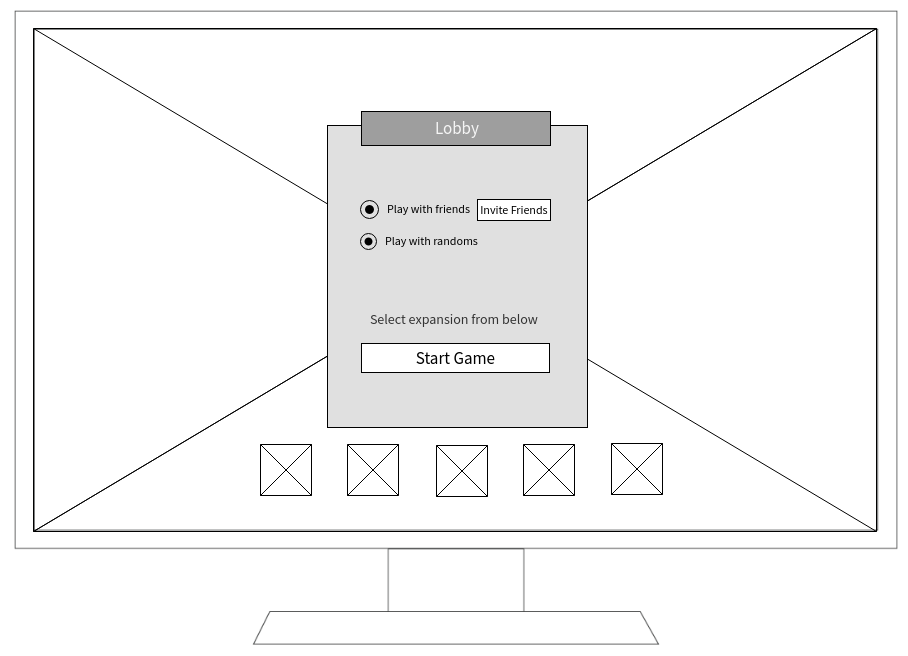 Lobby
Play with friends Invite Friends
Play with randoms
Select expansion from below
Start Game